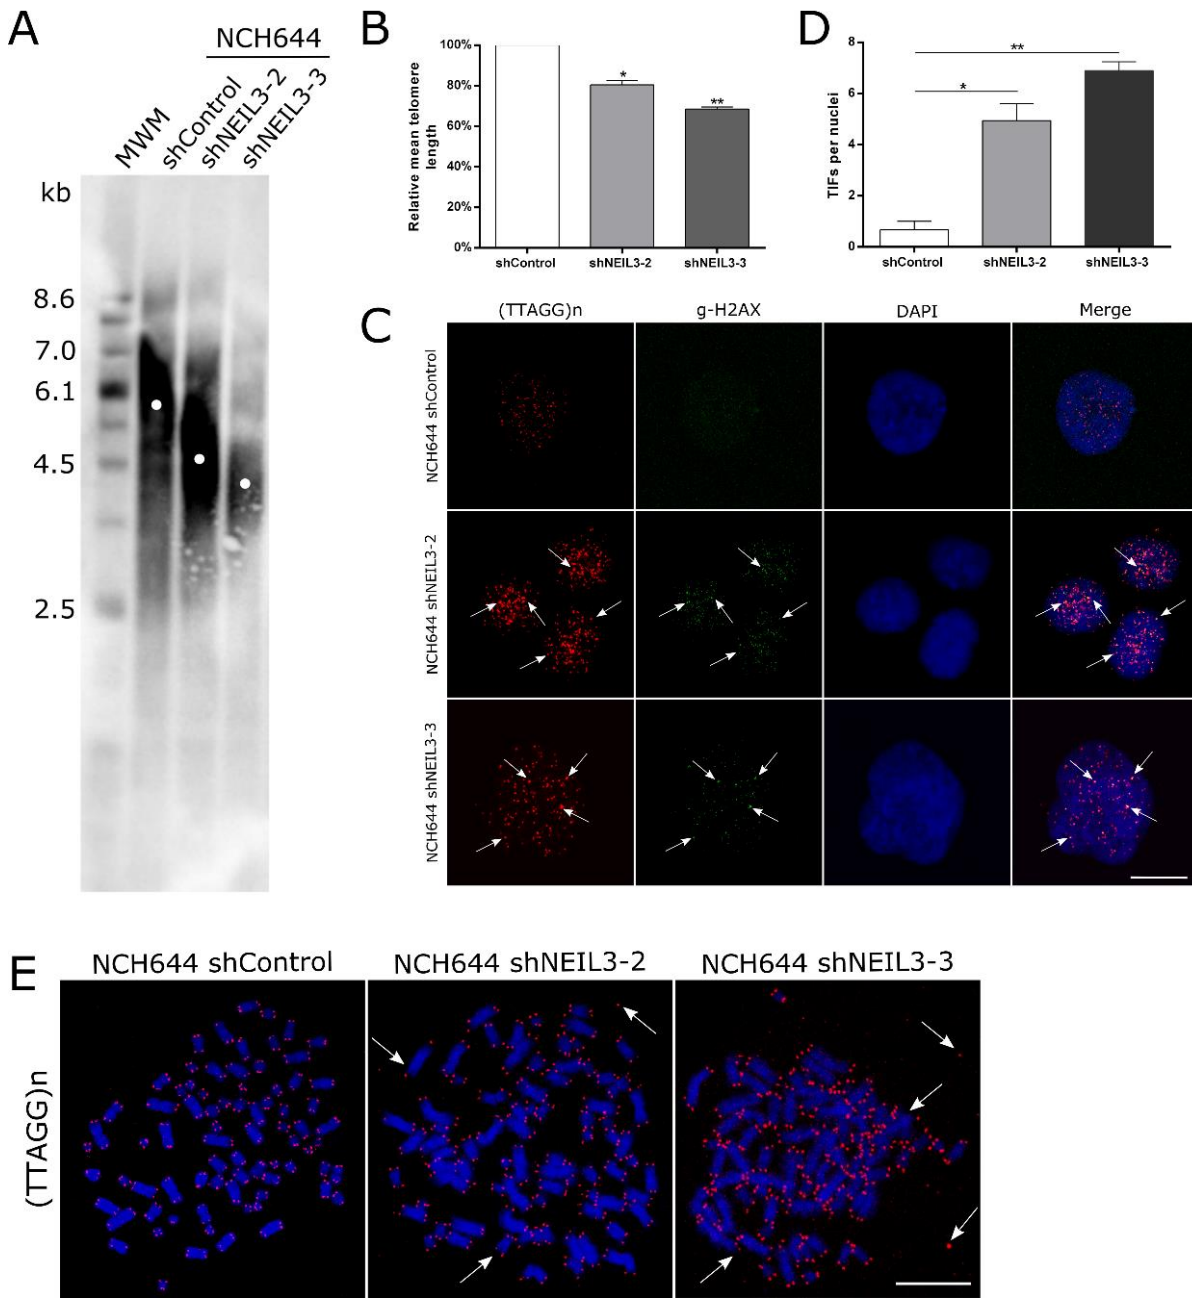 A
NCH644
MWM
shControl
shNEIL3-2
shNEIL3-3
kb
8.6
7.0
6.1
4.5
2.5
B
Relative mean telomere
length
100%
80%
60%
40%
20%
0%
*
**
shControl
shNEIL3-2
shNEIL3-3
D
TIFs per nuclei
8
6
4
2
0
**
*
shControl
shNEIL3-2
shNEIL3-3
C
(TTAGG)n
g-H2AX
DAPI
Merge
NCH644 shControl
NCH644 shNEIL3-2
NCH644 shNEIL3-3
E
NCH644 shControl
NCH644 shNEIL3-2
NCH644 shNEIL3-3
(TTAGG)n